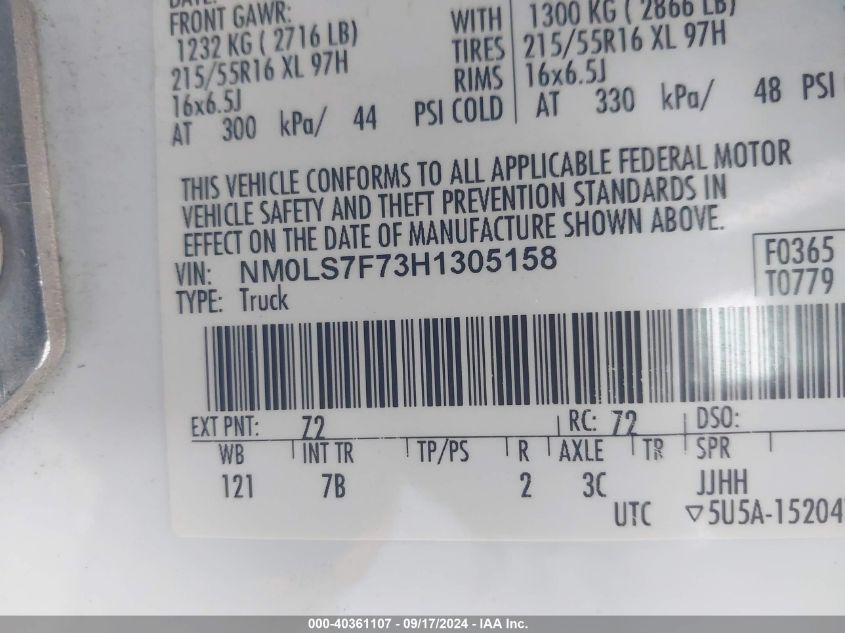 FRONT GAWR:
1232 KG ( 2716 LB)
215/55R16 XL 97H
16x6.5J
AT 300 kPa/ 44 PSI COLD
WITH
TIRES
RIMS
1300 KG ( 2866 LB)
215/55R16 XL 97H
16x6.5J
AT 330 kPa/ 48 PSI
THIS VEHICLE CONFORMS TO ALL APPLICABLE FEDERAL MOTOR
VEHICLE SAFETY AND THEFT PREVENTION STANDARDS IN
EFFECT ON THE DATE OF MANUFACTURE SHOWN ABOVE.
VIN: NM0LS7F73H1305158
F0365
T0779
TYPE: Truck
EXT PNT: 72 RC: 72 DSO:
WB INT TR TP/PS R AXLE TR SPR
121 7B 2 3C JJHH
UTC ▽5U5A-15204
000-40361107 - 09/17/2024 - IAA Inc.